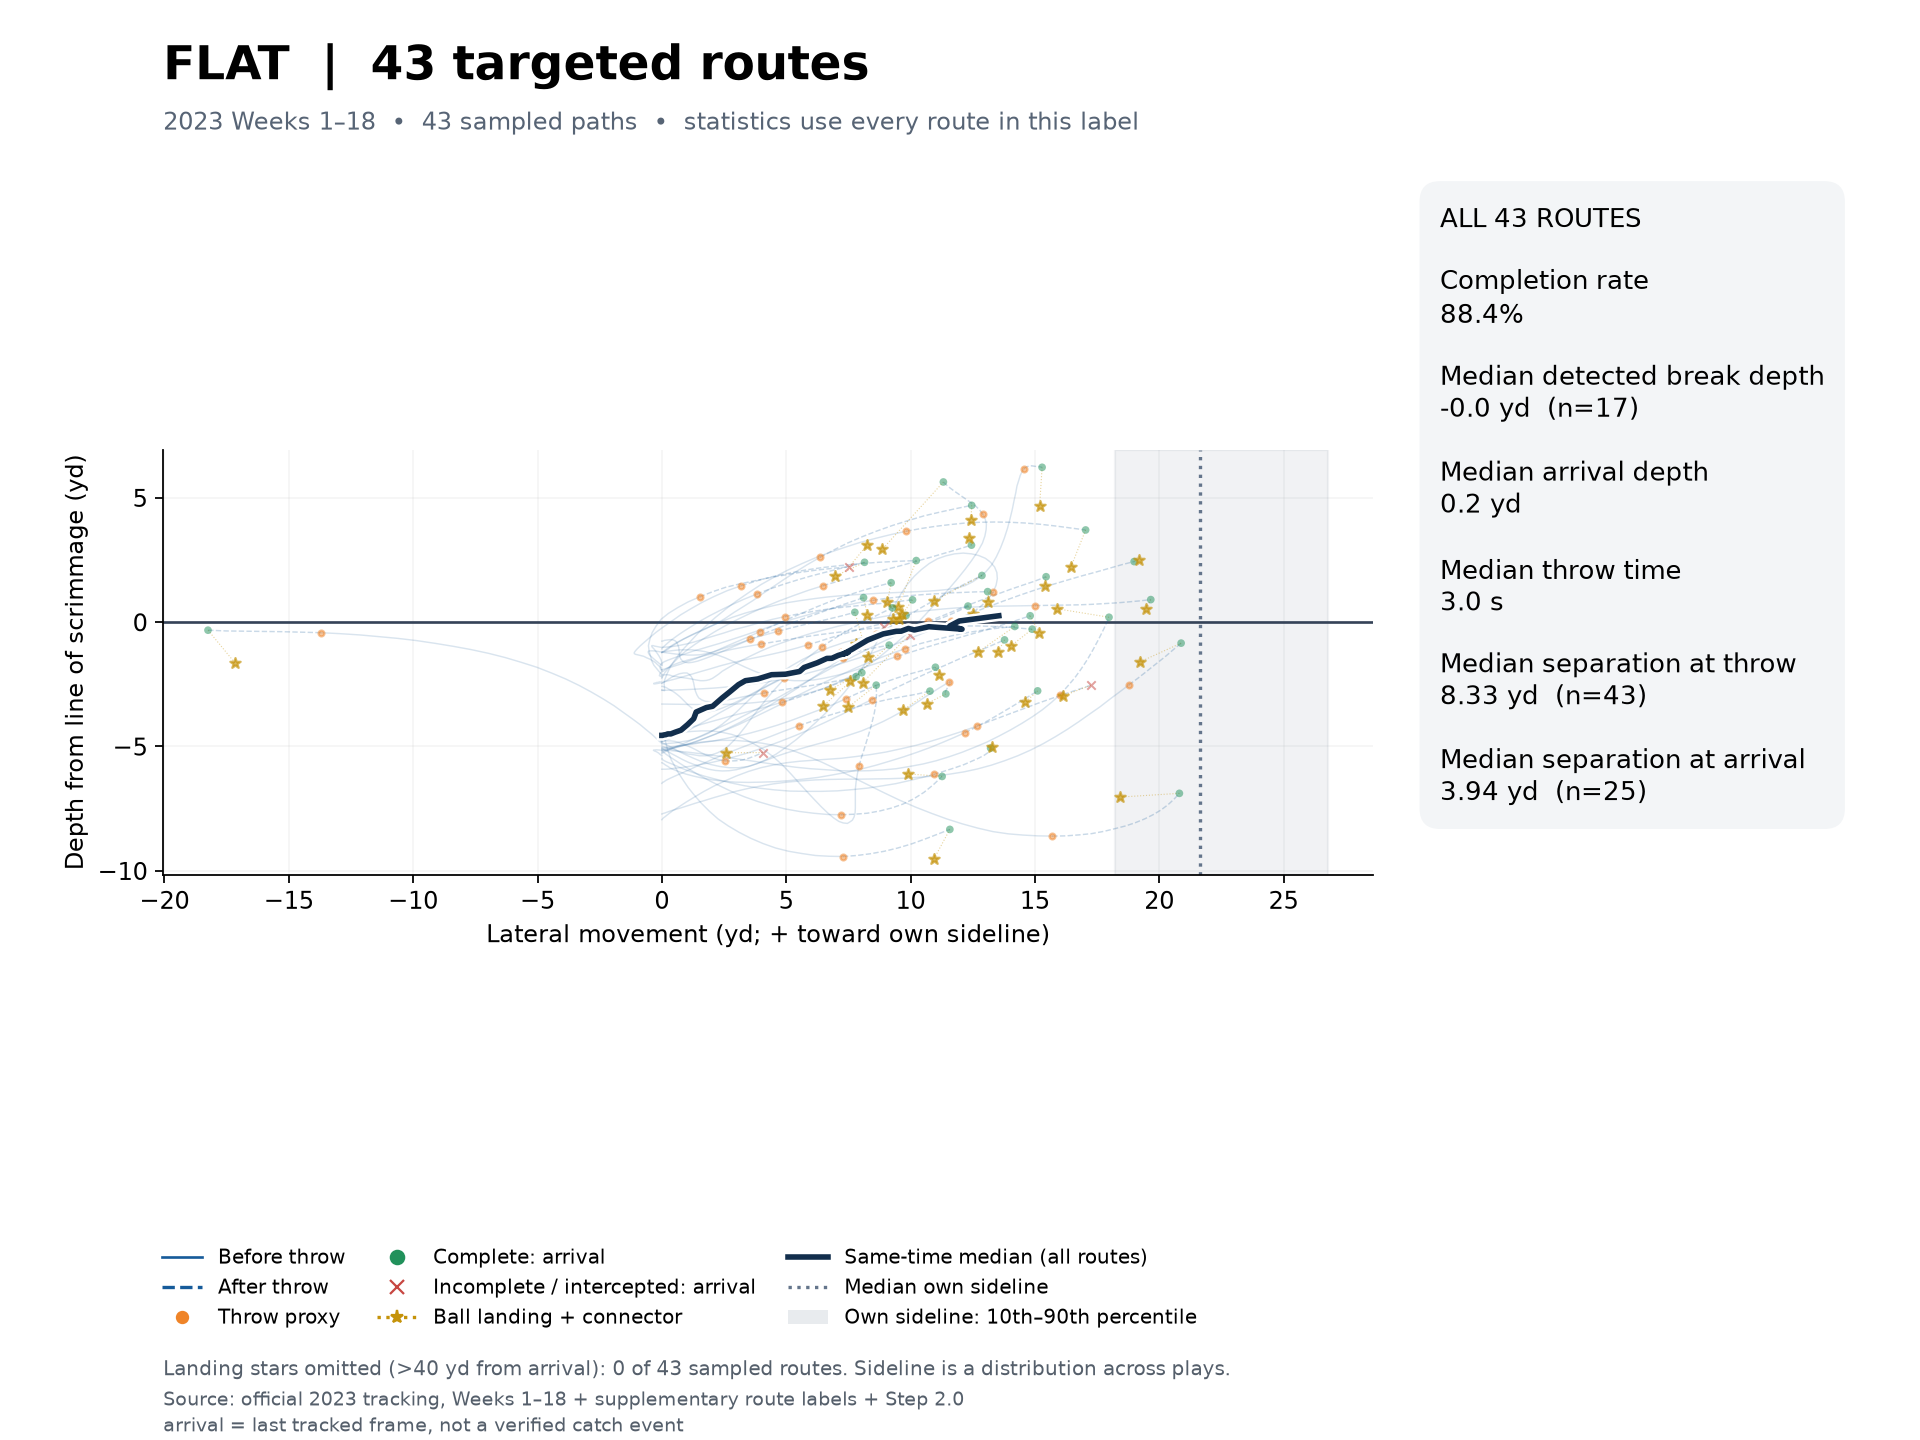 FLAT | 43 targeted routes
2023 Weeks 1–18 • 43 sampled paths • statistics use every route in this label
ALL 43 ROUTES
Completion rate
88.4%
Median detected break depth
-0.0 yd (n=17)
Median arrival depth
0.2 yd
Median throw time
3.0 s
Median separation at throw
8.33 yd (n=43)
Median separation at arrival
3.94 yd (n=25)
Depth from line of scrimmage (yd)
5
0
−5
−10
−20 −15 −10 −5 0 5 10 15 20 25
Lateral movement (yd; + toward own sideline)
Before throw
After throw
Throw proxy
Complete: arrival
Incomplete / intercepted: arrival
Ball landing + connector
Same-time median (all routes)
Median own sideline
Own sideline: 10th–90th percentile
Landing stars omitted (>40 yd from arrival): 0 of 43 sampled routes. Sideline is a distribution across plays.
Source: official 2023 tracking, Weeks 1–18 + supplementary route labels + Step 2.0
arrival = last tracked frame, not a verified catch event